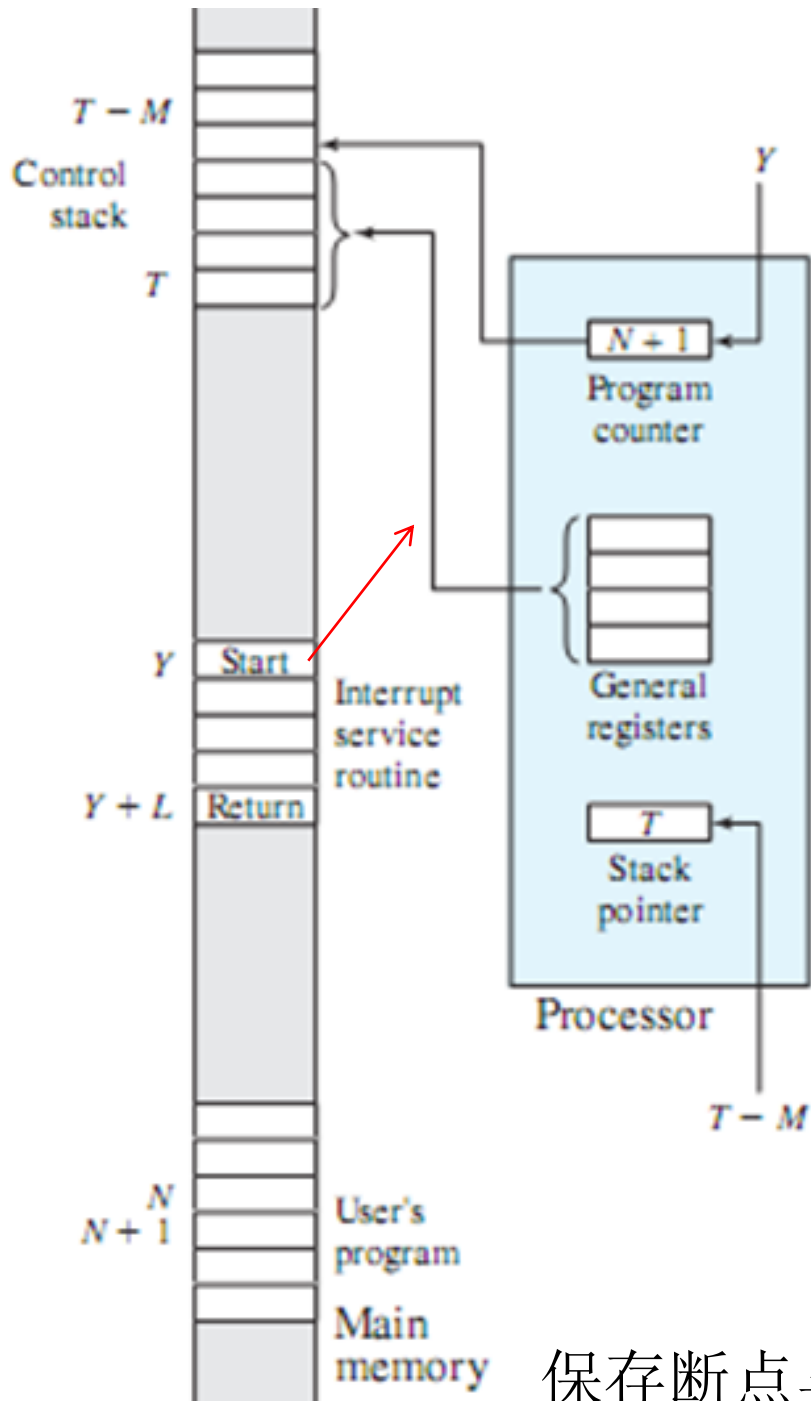 T − M
Control
stack
T
Y
N + 1
Program
counter
General
registers
T
Stack
pointer
Processor
T − M
Y
Start
Interrupt
service
routine
Y + L
Return
N
N + 1
User's
program
Main
memory
保存断点